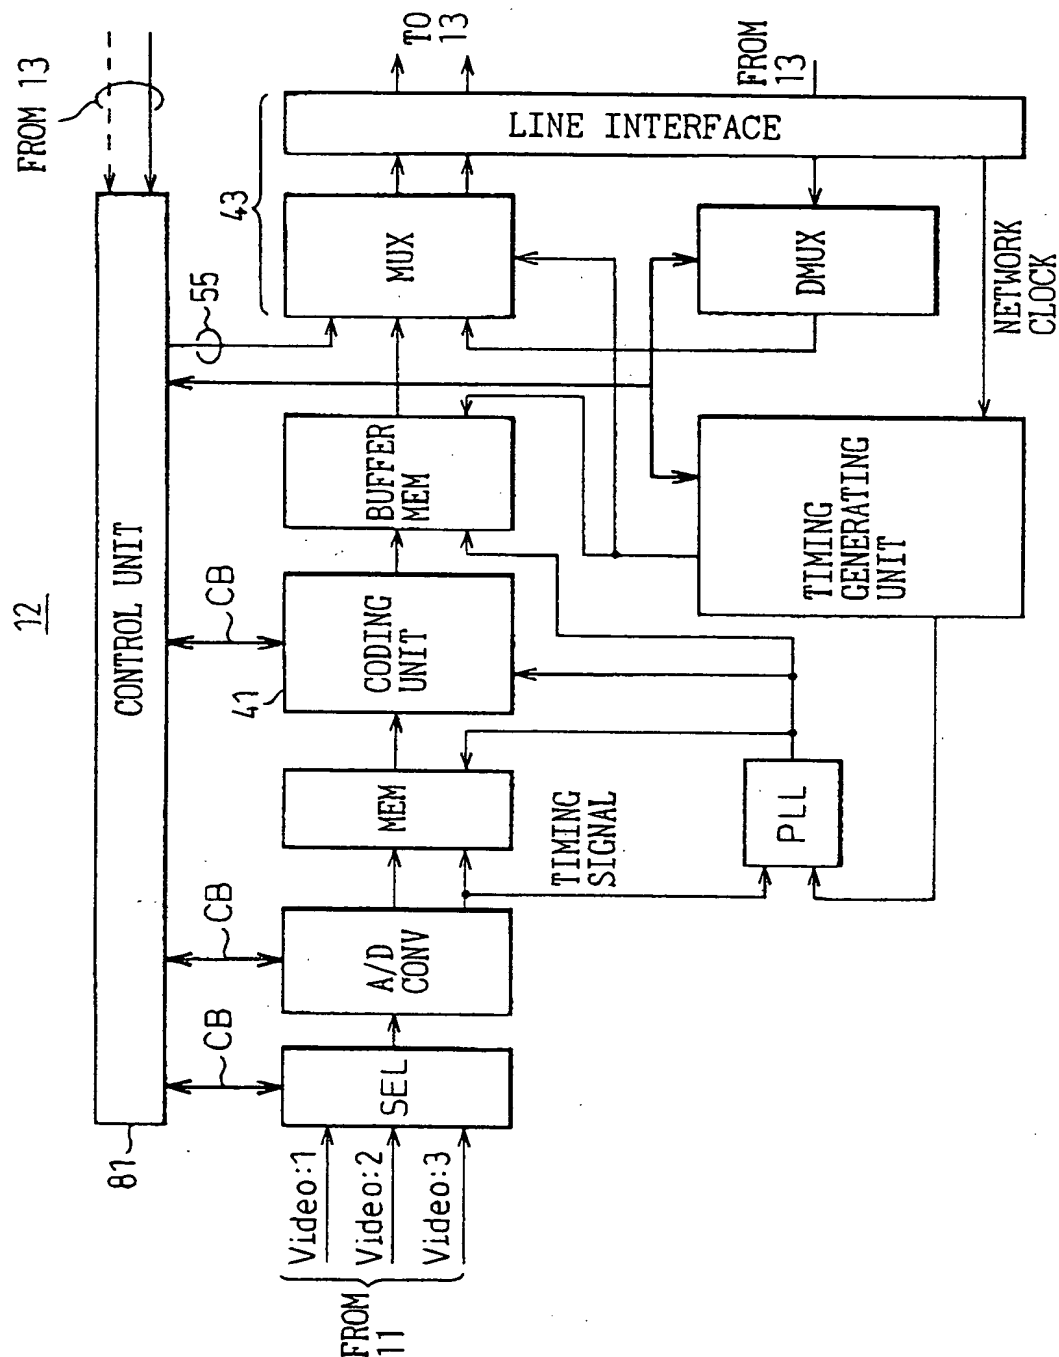 12
FROM 13
CONTROL UNIT
81
CB
CB
CB
55
43
FROM
11
Video:1
Video:2
Video:3
SEL
A/D
CONV
MEM
41
CODING
UNIT
BUFFER
MEM
MUX
LINE INTERFACE
TO
13
TIMING
SIGNAL
PLL
TIMING
GENERATING
UNIT
DMUX
FROM
13
NETWORK
CLOCK